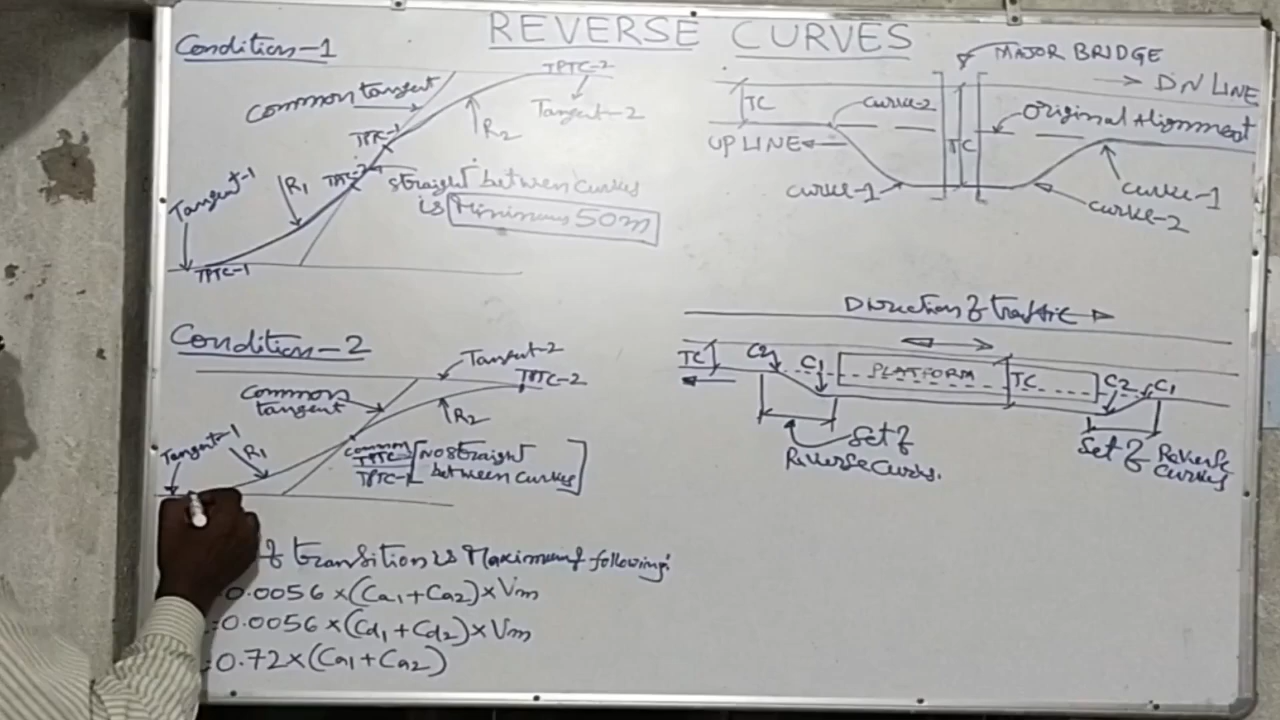 REVERSE CURVES
Condition-1
Common tangent
TPTC-2
Tangent-2
R2
TPTC-1
Tangent-1
R1
straight between curves
is Minimum 50m
TPTC-1
MAJOR BRIDGE
DN LINE
TC
curve-2
Original Alignment
UP LINE
TC
curve-1
curve-1
curve-2
Condition-2
Tangent-2
TPTC-2
Common
tangent
R2
Tangent-1
R1
common
TPTC-
TPTC-1
No straight
between curves
Direction of traffic
TC
C2
C1
PLATFORM
TC
C2
C1
Set of
Reverse Curves.
Set of Reverse
Curves
of transition is Maximum of following:
0.0056 × (Ca1 + Ca2) × Vm
:0.0056 × (Cd1 + Cd2) × Vm
:0.72 × (Ca1 + Ca2)